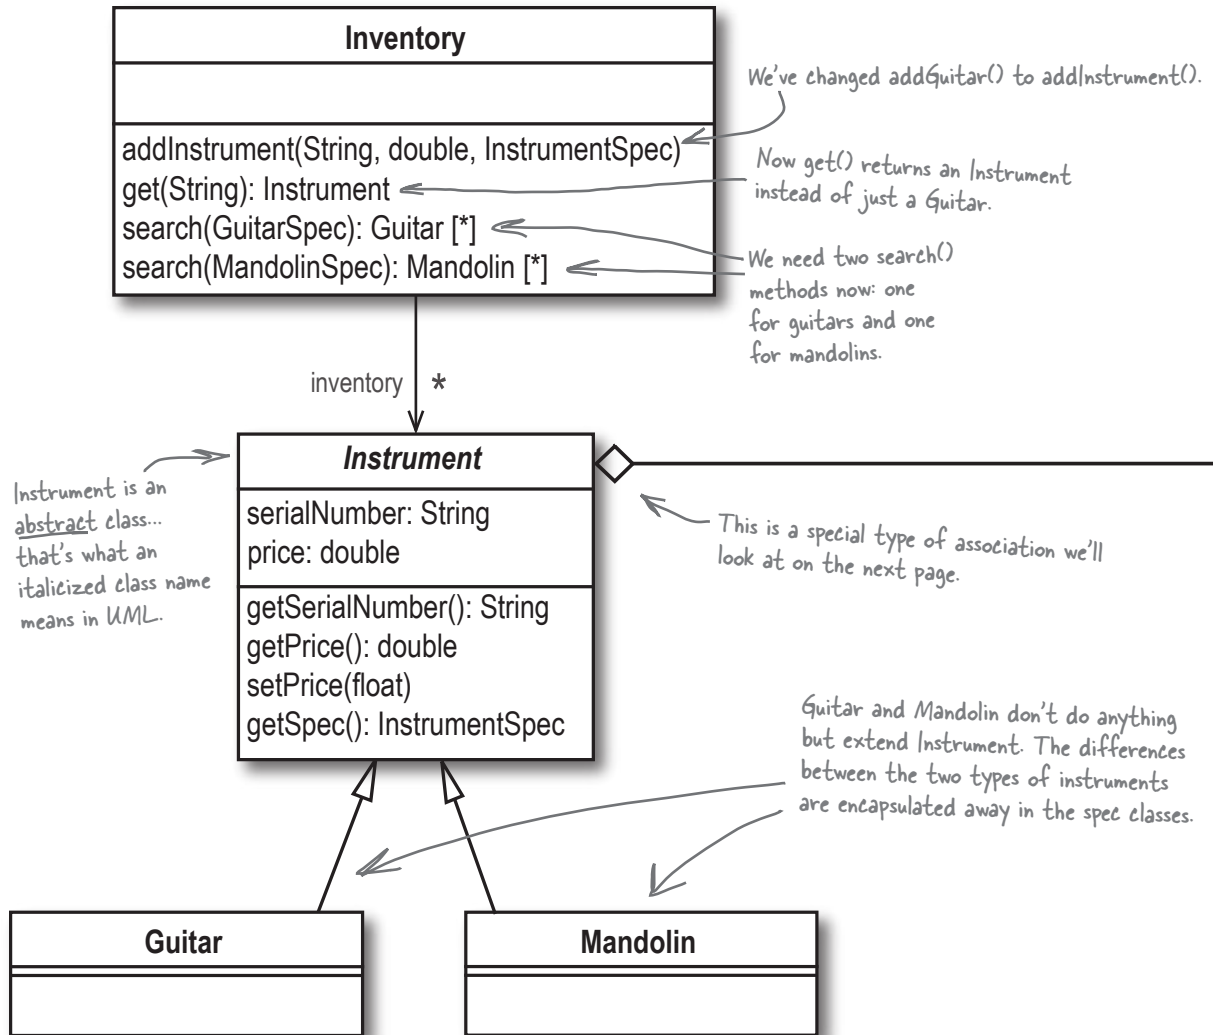 Inventory
We've changed addGuitar() to addInstrument().
addInstrument(String, double, InstrumentSpec)
get(String): Instrument
search(GuitarSpec): Guitar [*]
search(MandolinSpec): Mandolin [*]
Now get() returns an Instrument
instead of just a Guitar.
We need two search()
methods now: one
for guitars and one
for mandolins.
inventory *
Instrument
serialNumber: String
price: double
getSerialNumber(): String
getPrice(): double
setPrice(float)
getSpec(): InstrumentSpec
Instrument is an
abstract class...
that's what an
italicized class name
means in UML.
This is a special type of association we'll
look at on the next page.
Guitar and Mandolin don't do anything
but extend Instrument. The differences
between the two types of instruments
are encapsulated away in the spec classes.
Guitar
Mandolin